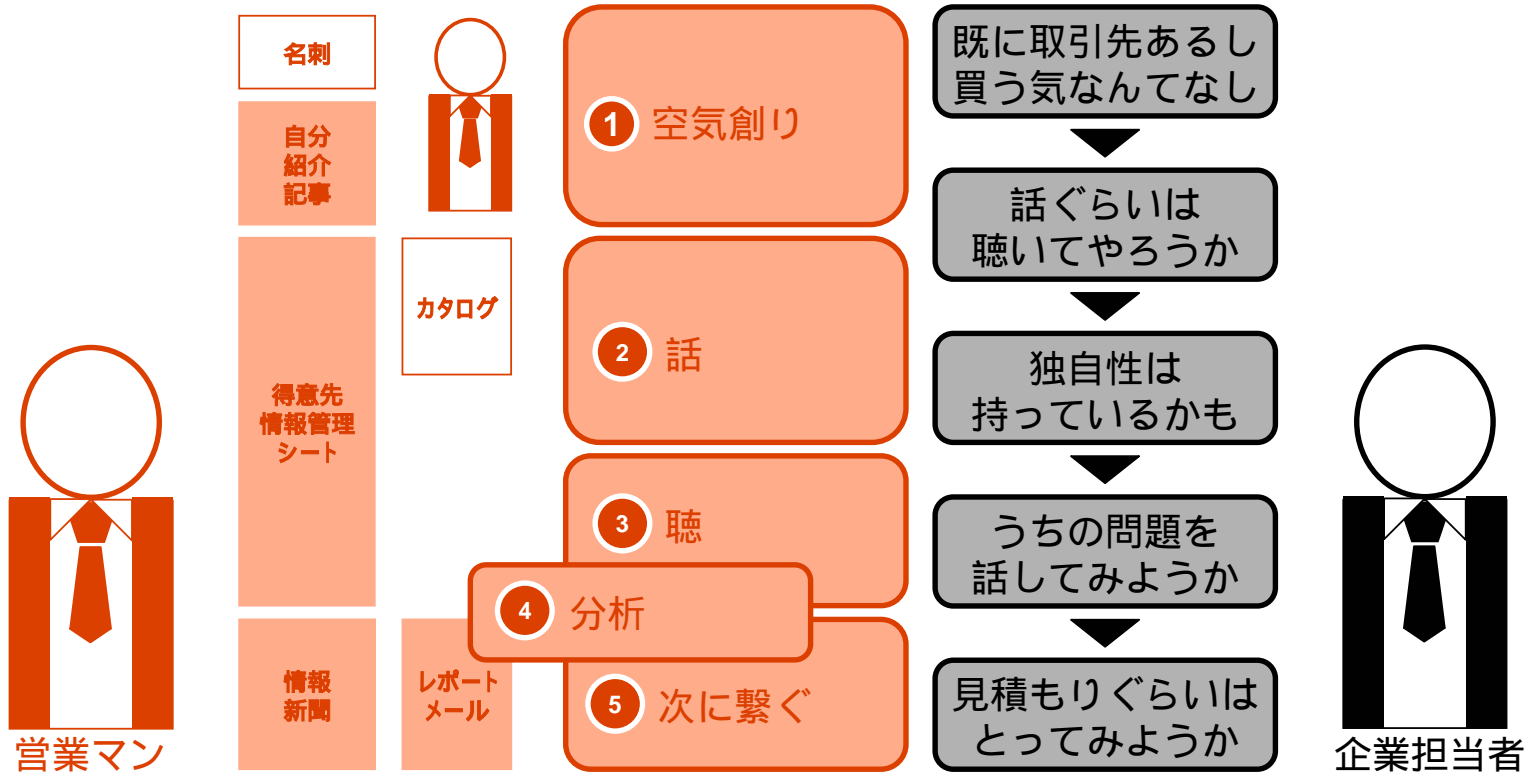 名刺
自分
紹介
記事
得意先
情報管理
シート
情報
新聞
カタログ
レポート
メール
1 空気創り
2 話
3 聴
4 分析
5 次に繋ぐ
既に取引先あるし
買う気なんてなし
話ぐらいは
聴いてやろうか
独自性は
持っているかも
うちの問題を
話してみようか
見積もりぐらいは
とってみようか
営業マン
企業担当者